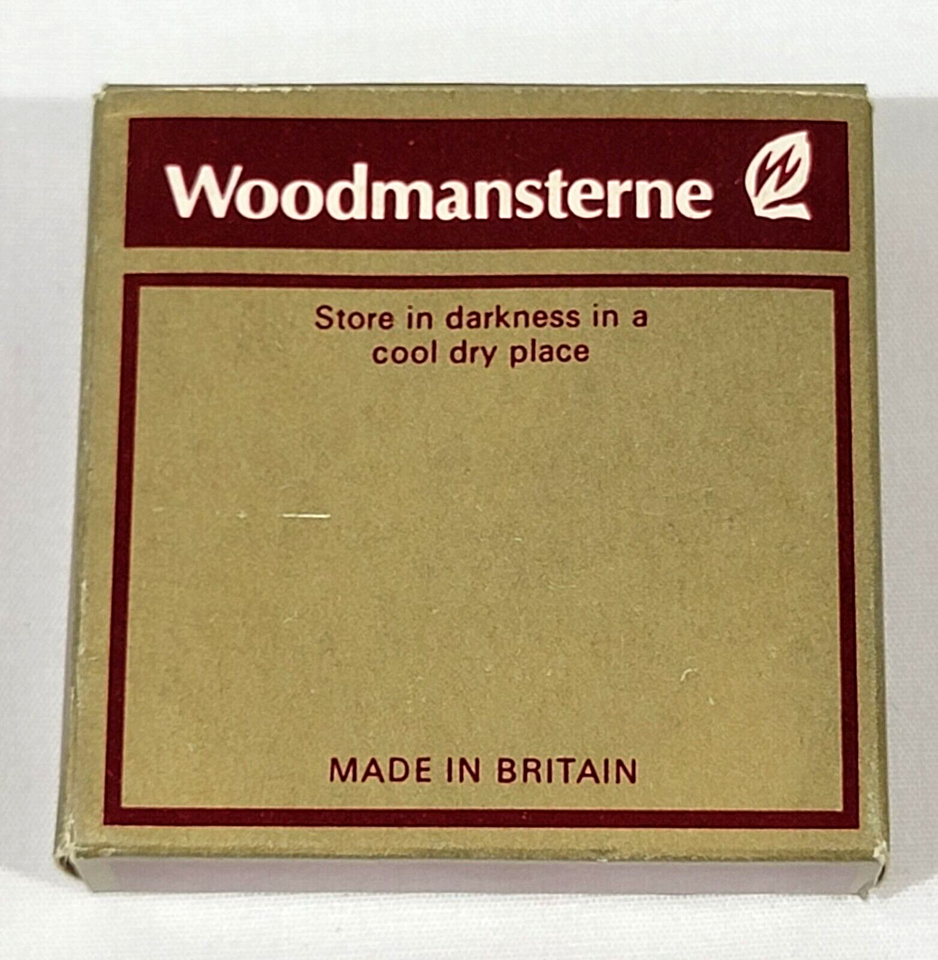 Woodmansterne
Store in darkness in a
cool dry place
MADE IN BRITAIN